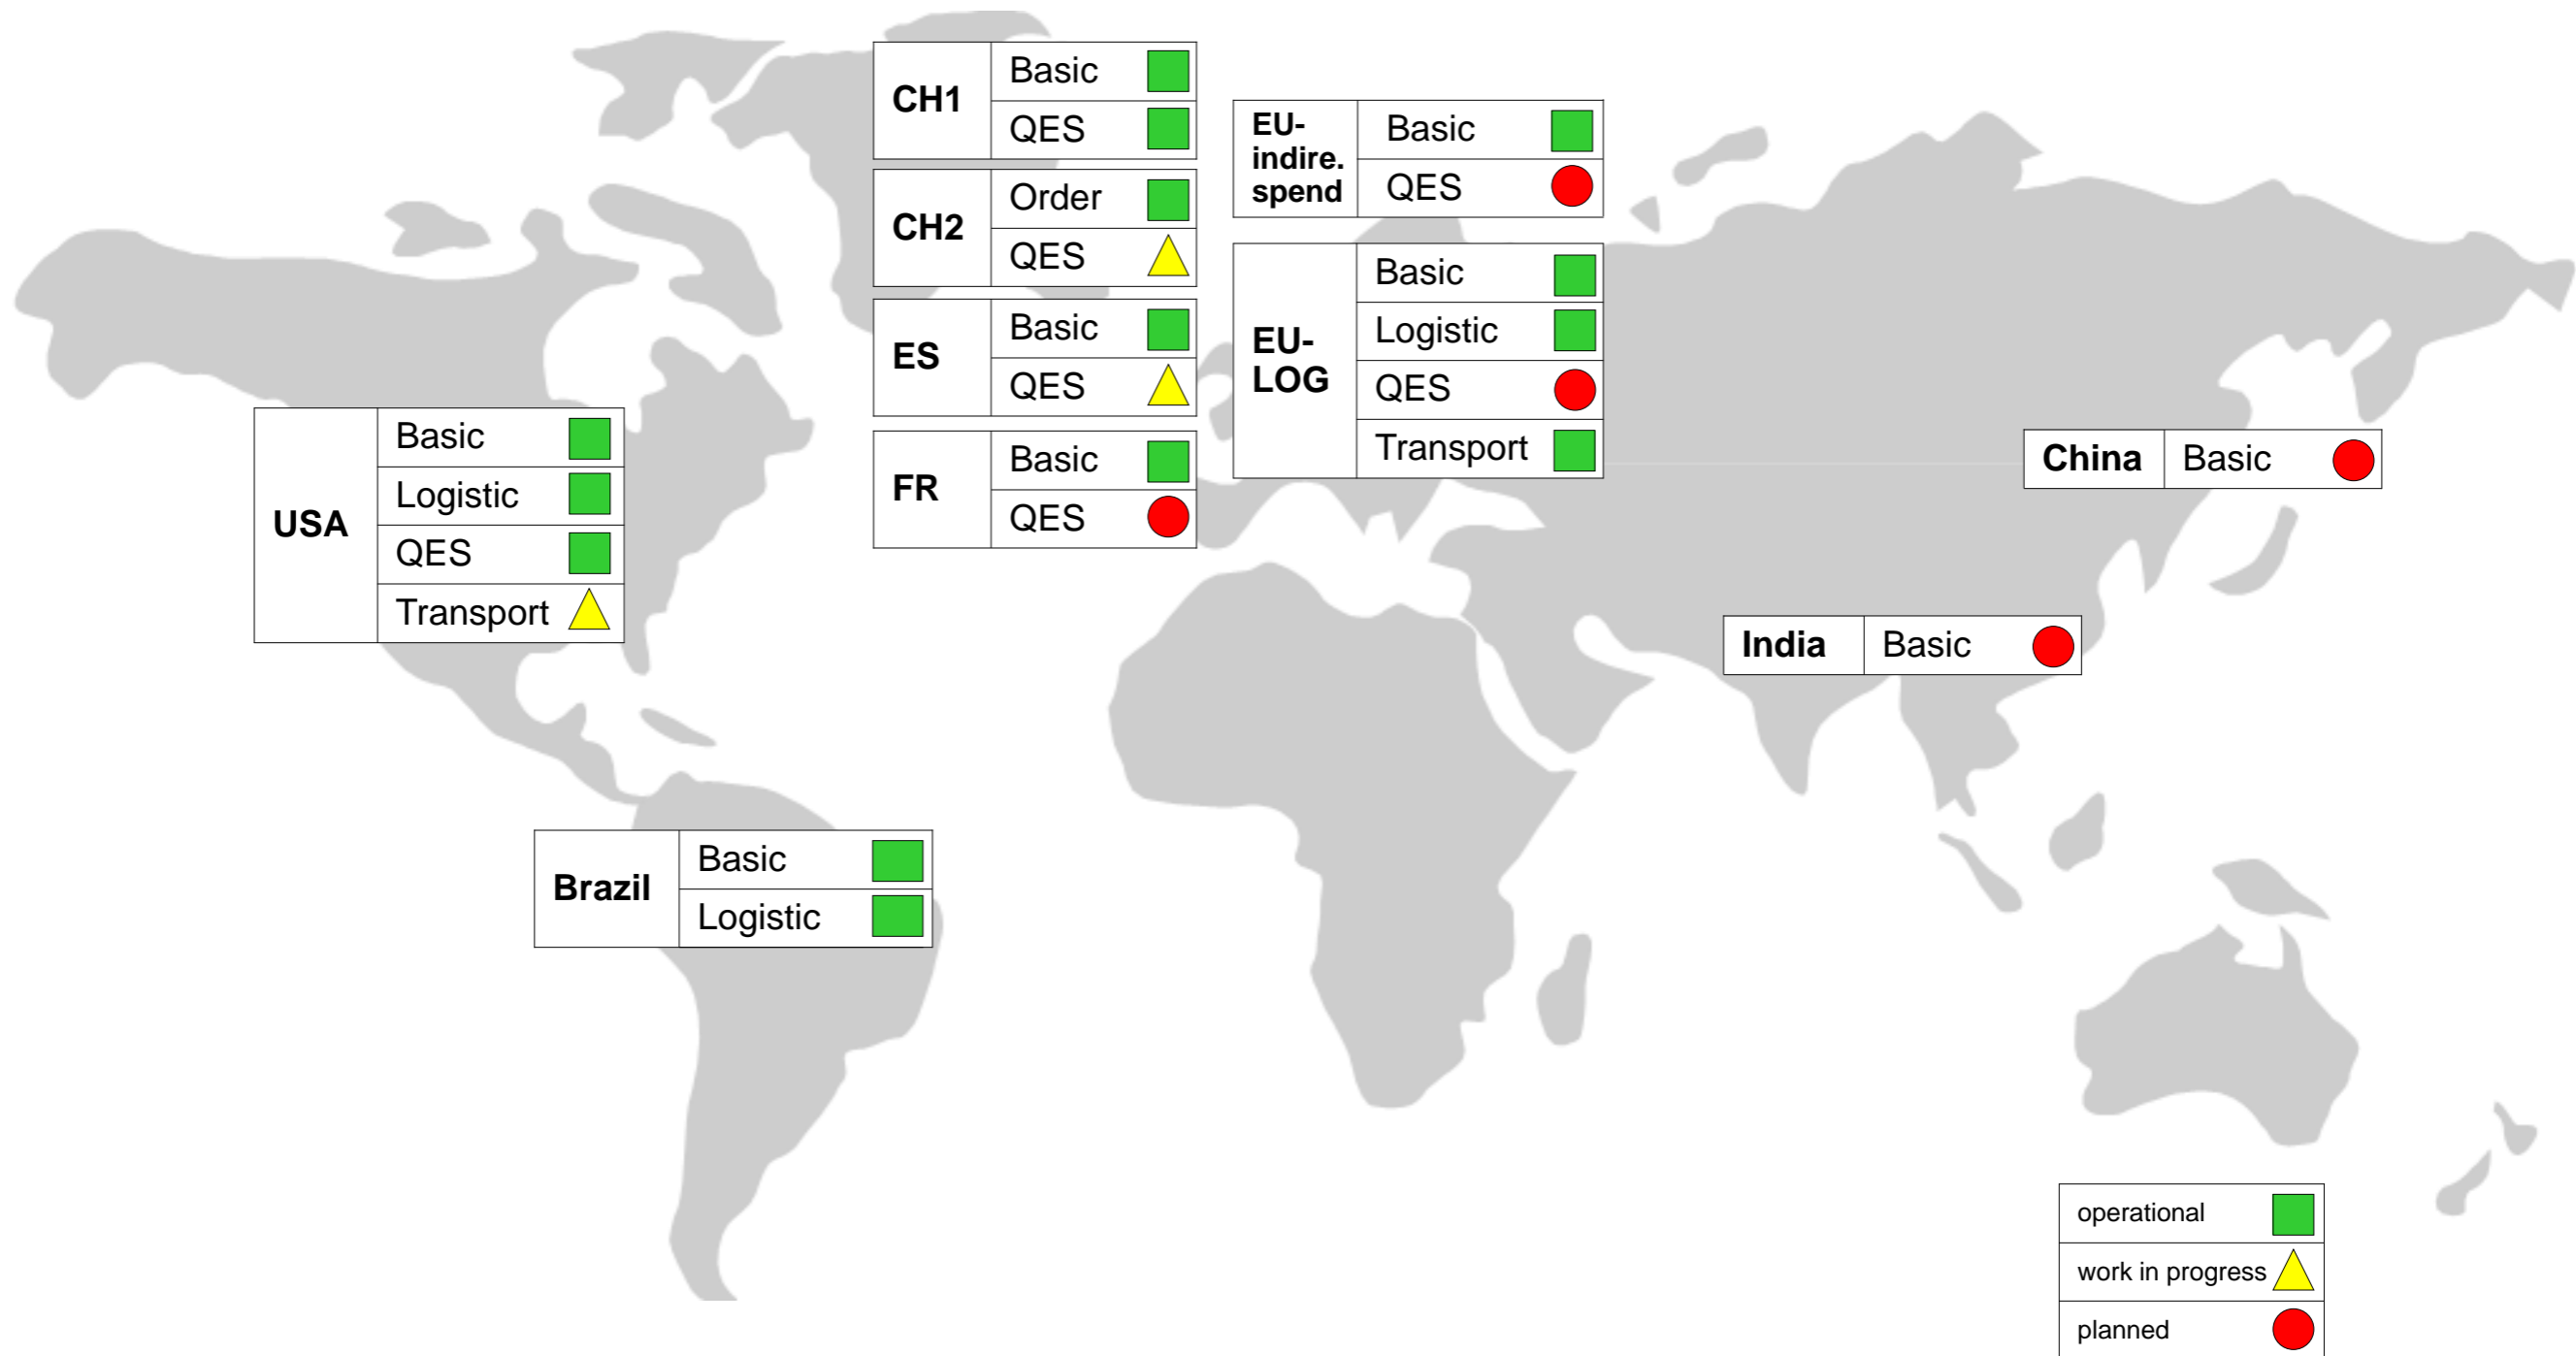 CH1
Basic
QES
CH2
Order
QES
ES
Basic
QES
FR
Basic
QES
EU-
indire.
spend
Basic
QES
EU-
LOG
Basic
Logistic
QES
Transport
USA
Basic
Logistic
QES
Transport
China
Basic
India
Basic
Brazil
Basic
Logistic
operational
work in progress
planned